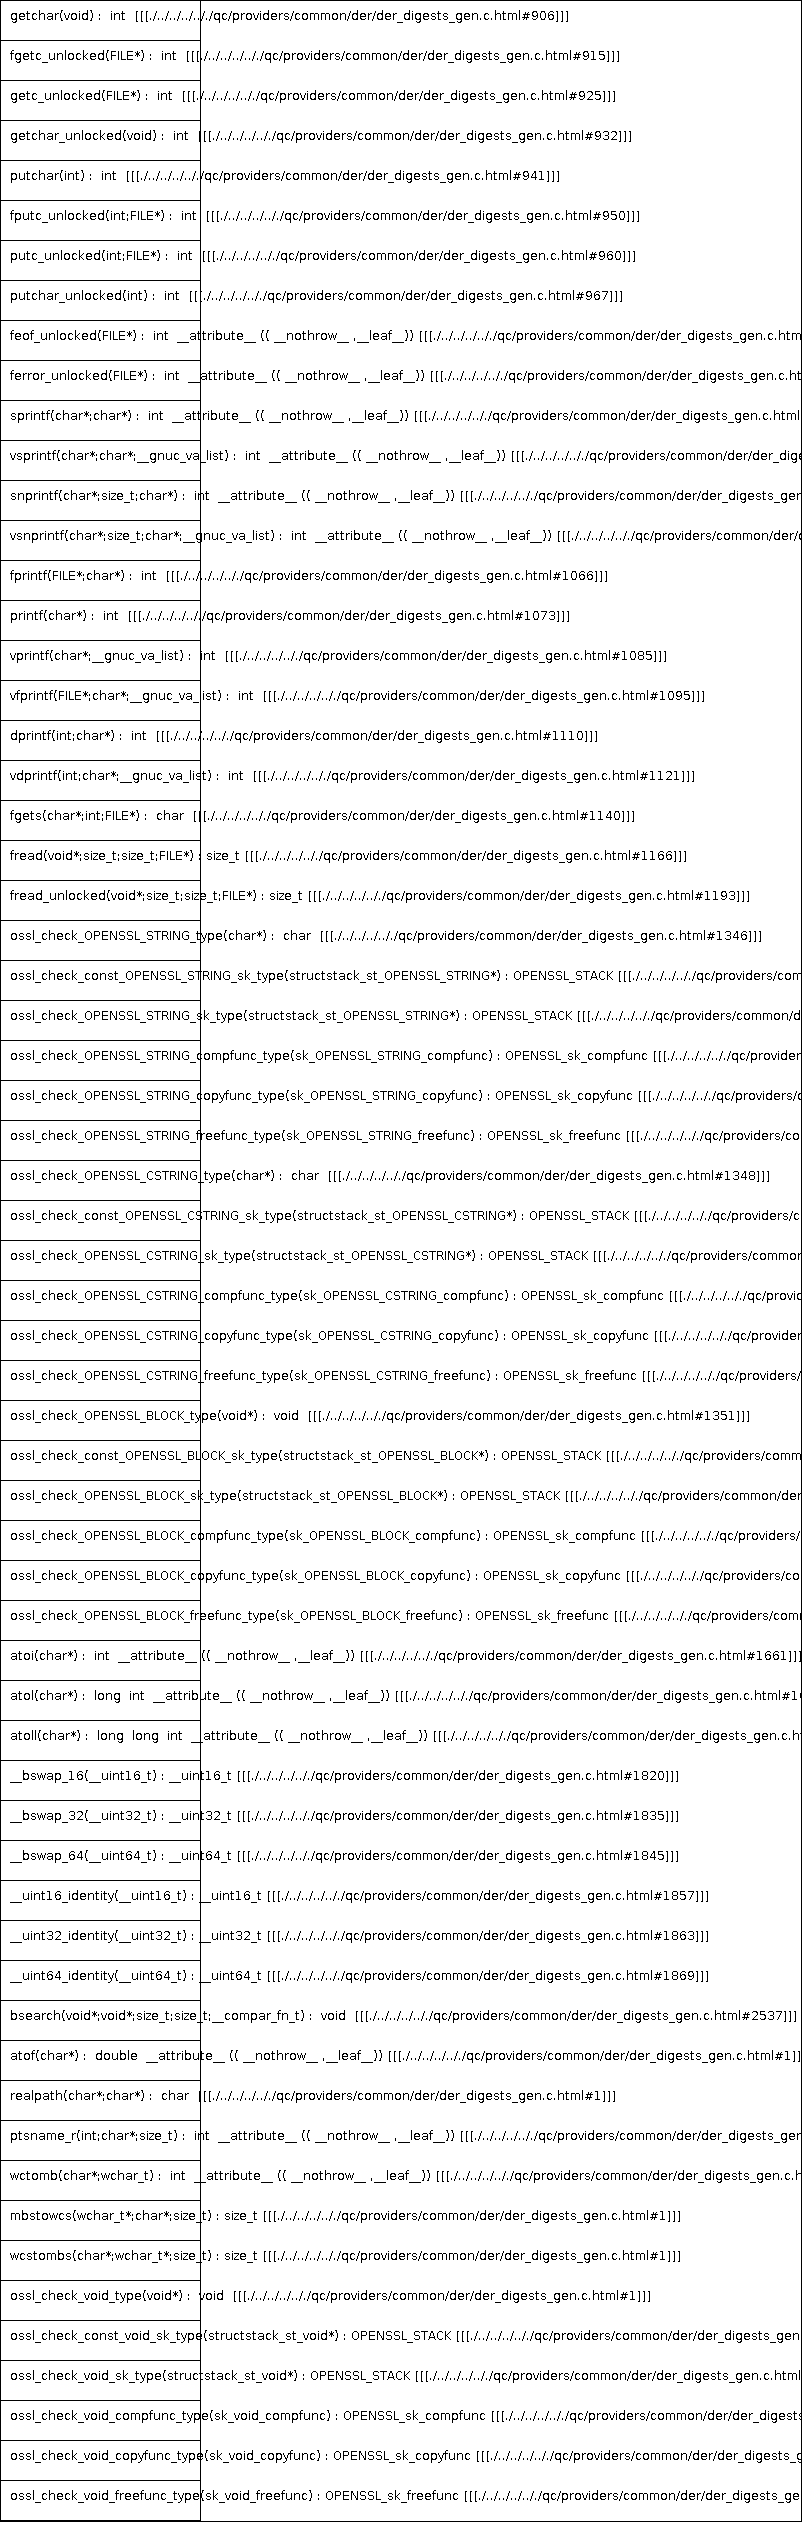 getchar(void) : int [[[./../../../../../qc/providers/common/der/der_digests_gen.c.html#906]]]
fgetc_unlocked(FILE*) : int [[[./../../../../../qc/providers/common/der/der_digests_gen.c.html#915]]]
getc_unlocked(FILE*) : int [[[./../../../../../qc/providers/common/der/der_digests_gen.c.html#925]]]
getchar_unlocked(void) : int [[[./../../../../../qc/providers/common/der/der_digests_gen.c.html#932]]]
putchar(int) : int [[[./../../../../../qc/providers/common/der/der_digests_gen.c.html#941]]]
fputc_unlocked(int;FILE*) : int [[[./../../../../../qc/providers/common/der/der_digests_gen.c.html#950]]]
putc_unlocked(int;FILE*) : int [[[./../../../../../qc/providers/common/der/der_digests_gen.c.html#960]]]
putchar_unlocked(int) : int [[[./../../../../../qc/providers/common/der/der_digests_gen.c.html#967]]]
feof_unlocked(FILE*) : int __attribute__ (( __nothrow__ ,__leaf__)) [[[./../../../../../qc/providers/common/der/der_digests_gen.c.htm
ferror_unlocked(FILE*) : int __attribute__ (( __nothrow__ ,__leaf__)) [[[./../../../../../qc/providers/common/der/der_digests_gen.c.ht
sprintf(char*;char*) : int __attribute__ (( __nothrow__ ,__leaf__)) [[[./../../../../../qc/providers/common/der/der_digests_gen.c.html
vsprintf(char*;char*;__gnuc_va_list) : int __attribute__ (( __nothrow__ ,__leaf__)) [[[./../../../../../qc/providers/common/der/der_dige
snprintf(char*;size_t;char*) : int __attribute__ (( __nothrow__ ,__leaf__)) [[[./../../../../../qc/providers/common/der/der_digests_gen
vsnprintf(char*;size_t;char*;__gnuc_va_list) : int __attribute__ (( __nothrow__ ,__leaf__)) [[[./../../../../../qc/providers/common/der/d
fprintf(FILE*;char*) : int [[[./../../../../../qc/providers/common/der/der_digests_gen.c.html#1066]]]
printf(char*) : int [[[./../../../../../qc/providers/common/der/der_digests_gen.c.html#1073]]]
vprintf(char*;__gnuc_va_list) : int [[[./../../../../../qc/providers/common/der/der_digests_gen.c.html#1085]]]
vfprintf(FILE*;char*;__gnuc_va_list) : int [[[./../../../../../qc/providers/common/der/der_digests_gen.c.html#1095]]]
dprintf(int;char*) : int [[[./../../../../../qc/providers/common/der/der_digests_gen.c.html#1110]]]
vdprintf(int;char*;__gnuc_va_list) : int [[[./../../../../../qc/providers/common/der/der_digests_gen.c.html#1121]]]
fgets(char*;int;FILE*) : char [[[./../../../../../qc/providers/common/der/der_digests_gen.c.html#1140]]]
fread(void*;size_t;size_t;FILE*) : size_t [[[./../../../../../qc/providers/common/der/der_digests_gen.c.html#1166]]]
fread_unlocked(void*;size_t;size_t;FILE*) : size_t [[[./../../../../../qc/providers/common/der/der_digests_gen.c.html#1193]]]
ossl_check_OPENSSL_STRING_type(char*) : char [[[./../../../../../qc/providers/common/der/der_digests_gen.c.html#1346]]]
ossl_check_const_OPENSSL_STRING_sk_type(structstack_st_OPENSSL_STRING*) : OPENSSL_STACK [[[./../../../../../qc/providers/com
ossl_check_OPENSSL_STRING_sk_type(structstack_st_OPENSSL_STRING*) : OPENSSL_STACK [[[./../../../../../qc/providers/common/d
ossl_check_OPENSSL_STRING_compfunc_type(sk_OPENSSL_STRING_compfunc) : OPENSSL_sk_compfunc [[[./../../../../../qc/provider
ossl_check_OPENSSL_STRING_copyfunc_type(sk_OPENSSL_STRING_copyfunc) : OPENSSL_sk_copyfunc [[[./../../../../../qc/providers/c
ossl_check_OPENSSL_STRING_freefunc_type(sk_OPENSSL_STRING_freefunc) : OPENSSL_sk_freefunc [[[./../../../../../qc/providers/co
ossl_check_OPENSSL_CSTRING_type(char*) : char [[[./../../../../../qc/providers/common/der/der_digests_gen.c.html#1348]]]
ossl_check_const_OPENSSL_CSTRING_sk_type(structstack_st_OPENSSL_CSTRING*) : OPENSSL_STACK [[[./../../../../../qc/providers/c
ossl_check_OPENSSL_CSTRING_sk_type(structstack_st_OPENSSL_CSTRING*) : OPENSSL_STACK [[[./../../../../../qc/providers/common
ossl_check_OPENSSL_CSTRING_compfunc_type(sk_OPENSSL_CSTRING_compfunc) : OPENSSL_sk_compfunc [[[./../../../../../qc/provid
ossl_check_OPENSSL_CSTRING_copyfunc_type(sk_OPENSSL_CSTRING_copyfunc) : OPENSSL_sk_copyfunc [[[./../../../../../qc/provider
ossl_check_OPENSSL_CSTRING_freefunc_type(sk_OPENSSL_CSTRING_freefunc) : OPENSSL_sk_freefunc [[[./../../../../../qc/providers/
ossl_check_OPENSSL_BLOCK_type(void*) : void [[[./../../../../../qc/providers/common/der/der_digests_gen.c.html#1351]]]
ossl_check_const_OPENSSL_BLOCK_sk_type(structstack_st_OPENSSL_BLOCK*) : OPENSSL_STACK [[[./../../../../../qc/providers/comm
ossl_check_OPENSSL_BLOCK_sk_type(structstack_st_OPENSSL_BLOCK*) : OPENSSL_STACK [[[./../../../../../qc/providers/common/der
ossl_check_OPENSSL_BLOCK_compfunc_type(sk_OPENSSL_BLOCK_compfunc) : OPENSSL_sk_compfunc [[[./../../../../../qc/providers/
ossl_check_OPENSSL_BLOCK_copyfunc_type(sk_OPENSSL_BLOCK_copyfunc) : OPENSSL_sk_copyfunc [[[./../../../../../qc/providers/co
ossl_check_OPENSSL_BLOCK_freefunc_type(sk_OPENSSL_BLOCK_freefunc) : OPENSSL_sk_freefunc [[[./../../../../../qc/providers/com
atoi(char*) : int __attribute__ (( __nothrow__ ,__leaf__)) [[[./../../../../../qc/providers/common/der/der_digests_gen.c.html#1661]]]
atol(char*) : long int __attribute__ (( __nothrow__ ,__leaf__)) [[[./../../../../../qc/providers/common/der/der_digests_gen.c.html#16
atoll(char*) : long long int __attribute__ (( __nothrow__ ,__leaf__)) [[[./../../../../../qc/providers/common/der/der_digests_gen.c.ht
__bswap_16(__uint16_t) : __uint16_t [[[./../../../../../qc/providers/common/der/der_digests_gen.c.html#1820]]]
__bswap_32(__uint32_t) : __uint32_t [[[./../../../../../qc/providers/common/der/der_digests_gen.c.html#1835]]]
__bswap_64(__uint64_t) : __uint64_t [[[./../../../../../qc/providers/common/der/der_digests_gen.c.html#1845]]]
__uint16_identity(__uint16_t) : __uint16_t [[[./../../../../../qc/providers/common/der/der_digests_gen.c.html#1857]]]
__uint32_identity(__uint32_t) : __uint32_t [[[./../../../../../qc/providers/common/der/der_digests_gen.c.html#1863]]]
__uint64_identity(__uint64_t) : __uint64_t [[[./../../../../../qc/providers/common/der/der_digests_gen.c.html#1869]]]
bsearch(void*;void*;size_t;size_t;__compar_fn_t) : void [[[./../../../../../qc/providers/common/der/der_digests_gen.c.html#2537]]]
atof(char*) : double __attribute__ (( __nothrow__ ,__leaf__)) [[[./../../../../../qc/providers/common/der/der_digests_gen.c.html#1]]
realpath(char*;char*) : char [[[./../../../../../qc/providers/common/der/der_digests_gen.c.html#1]]]
ptsname_r(int;char*;size_t) : int __attribute__ (( __nothrow__ ,__leaf__)) [[[./../../../../../qc/providers/common/der/der_digests_gen
wctomb(char*;wchar_t) : int __attribute__ (( __nothrow__ ,__leaf__)) [[[./../../../../../qc/providers/common/der/der_digests_gen.c.h
mbstowcs(wchar_t*;char*;size_t) : size_t [[[./../../../../../qc/providers/common/der/der_digests_gen.c.html#1]]]
wcstombs(char*;wchar_t*;size_t) : size_t [[[./../../../../../qc/providers/common/der/der_digests_gen.c.html#1]]]
ossl_check_void_type(void*) : void [[[./../../../../../qc/providers/common/der/der_digests_gen.c.html#1]]]
ossl_check_const_void_sk_type(structstack_st_void*) : OPENSSL_STACK [[[./../../../../../qc/providers/common/der/der_digests_gen
ossl_check_void_sk_type(structstack_st_void*) : OPENSSL_STACK [[[./../../../../../qc/providers/common/der/der_digests_gen.c.html
ossl_check_void_compfunc_type(sk_void_compfunc) : OPENSSL_sk_compfunc [[[./../../../../../qc/providers/common/der/der_digests
ossl_check_void_copyfunc_type(sk_void_copyfunc) : OPENSSL_sk_copyfunc [[[./../../../../../qc/providers/common/der/der_digests_g
ossl_check_void_freefunc_type(sk_void_freefunc) : OPENSSL_sk_freefunc [[[./../../../../../qc/providers/common/der/der_digests_ge